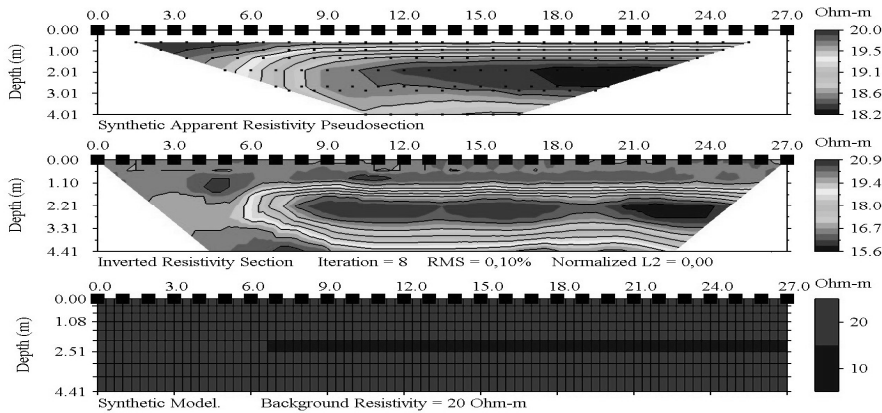 0.0 3.0 6.0 9.0 12.0 15.0 18.0 21.0 24.0 27.0 Ohm-m
Depth (m)
0.00
1.00
2.01
3.01
4.01
20.0
19.5
19.1
18.6
18.2
Synthetic Apparent Resistivity Pseudosection
0.0 3.0 6.0 9.0 12.0 15.0 18.0 21.0 24.0 27.0 Ohm-m
Depth (m)
0.00
1.10
2.21
3.31
4.41
20.9
19.4
18.0
16.7
15.6
Inverted Resistivity Section Iteration = 8 RMS = 0,10% Normalized L2 = 0,00
0.0 3.0 6.0 9.0 12.0 15.0 18.0 21.0 24.0 27.0 Ohm-m
Depth (m)
0.00
1.08
2.51
4.41
20
10
Synthetic Model. Background Resistivity = 20 Ohm-m